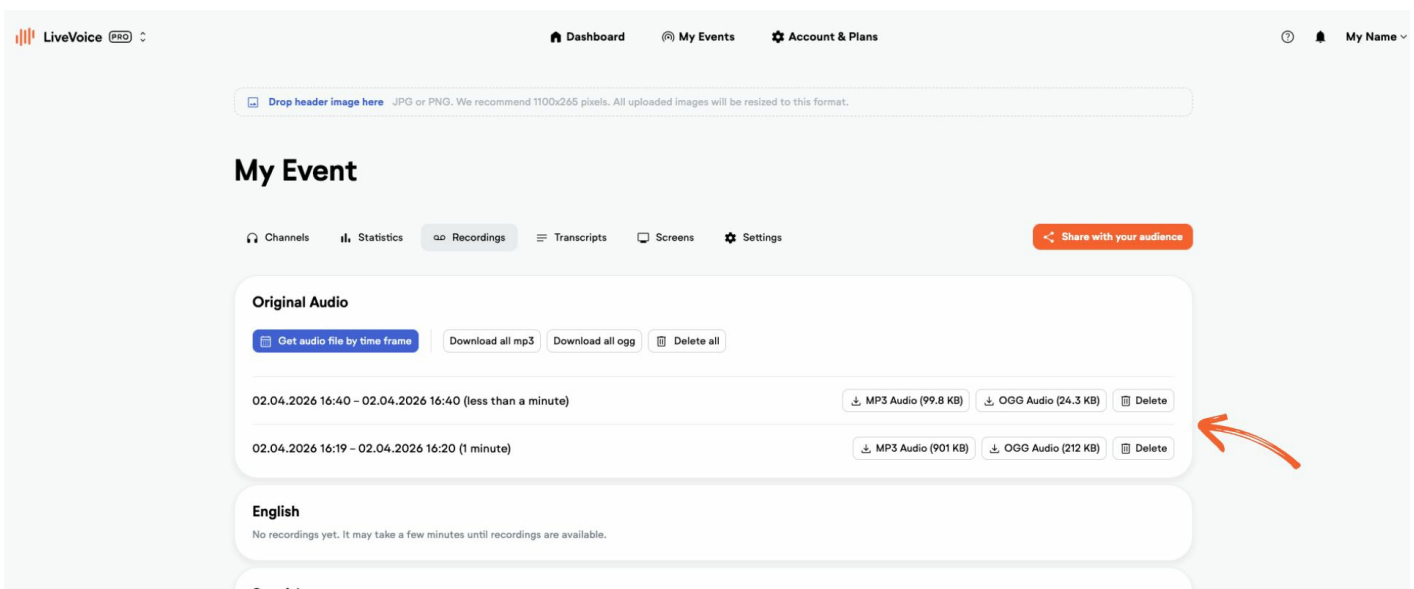 LiveVoice PRO
Dashboard My Events Account & Plans
My Name
Drop header image here JPG or PNG. We recommend 1100x265 pixels. All uploaded images will be resized to this format.
My Event
Channels Statistics Recordings Transcripts Screens Settings
Share with your audience
Original Audio
Get audio file by time frame Download all mp3 Download all ogg Delete all
02.04.2026 16:40 – 02.04.2026 16:40 (less than a minute) MP3 Audio (99.8 KB) OGG Audio (24.3 KB) Delete
02.04.2026 16:19 – 02.04.2026 16:20 (1 minute) MP3 Audio (901 KB) OGG Audio (212 KB) Delete
English
No recordings yet. It may take a few minutes until recordings are available.